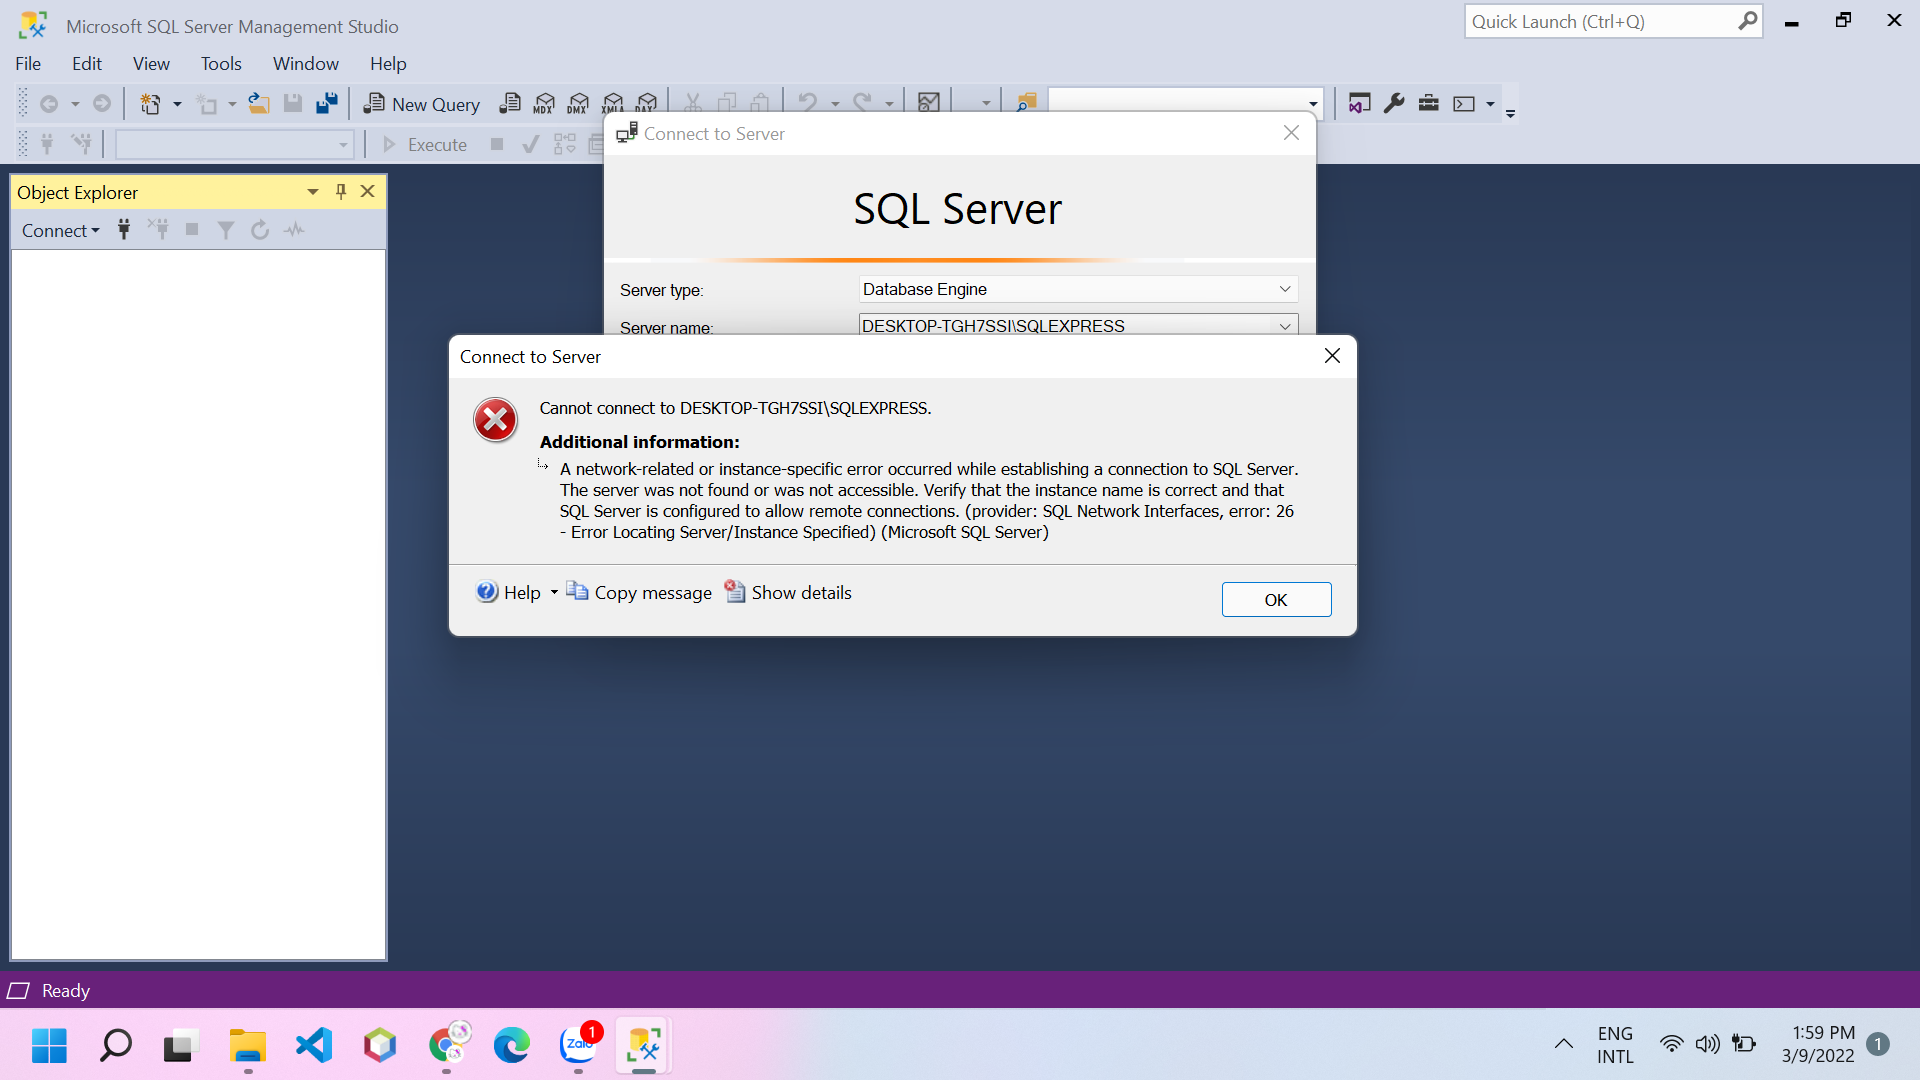 Microsoft SQL Server Management Studio
Quick Launch (Ctrl+Q)
File Edit View Tools Window Help
New Query MDX DMX XMLA DAX
Execute
Connect to Server
Object Explorer
Connect
SQL Server
Server type: Database Engine
Server name: DESKTOP-TGH7SSI\SQLEXPRESS
Connect to Server
Cannot connect to DESKTOP-TGH7SSI\SQLEXPRESS.
Additional information:
A network-related or instance-specific error occurred while establishing a connection to SQL Server.
The server was not found or was not accessible. Verify that the instance name is correct and that
SQL Server is configured to allow remote connections. (provider: SQL Network Interfaces, error: 26
- Error Locating Server/Instance Specified) (Microsoft SQL Server)
Help Copy message Show details
OK
Ready
Zalo 1
ENG
INTL
1:59 PM
3/9/2022
1